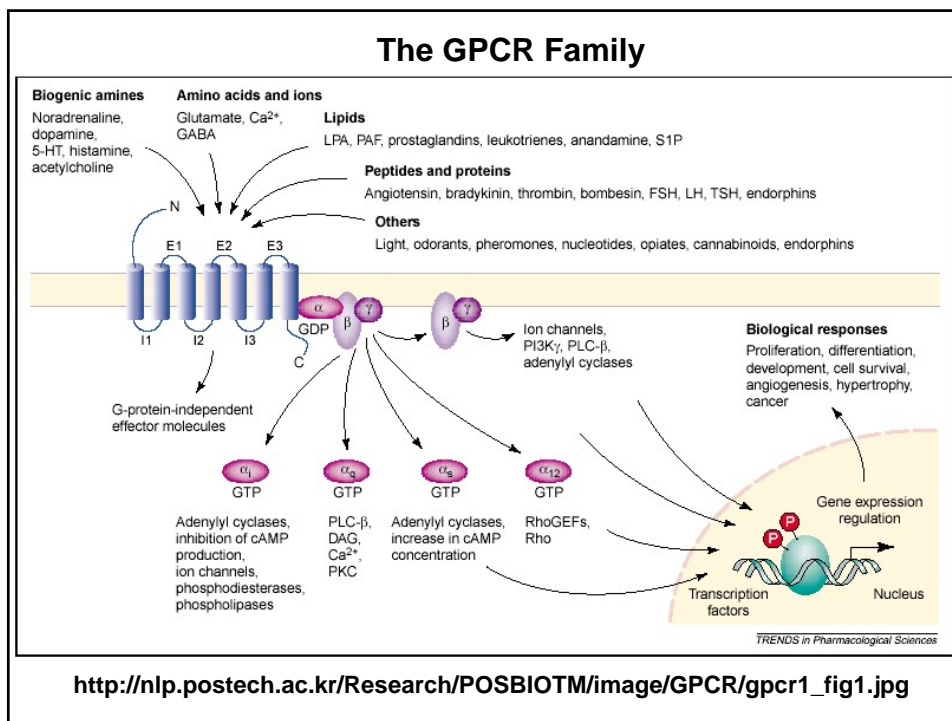 The GPCR Family
Biogenic amines
Noradrenaline,
dopamine,
5-HT, histamine,
acetylcholine
Amino acids and ions
Glutamate, Ca²⁺,
GABA
Lipids
LPA, PAF, prostaglandins, leukotrienes, anandamide, S1P
Peptides and proteins
Angiotensin, bradykinin, thrombin, bombesin, FSH, LH, TSH, endorphins
Others
Light, odorants, pheromones, nucleotides, opiates, cannabinoids, endorphins
N
E1 E2 E3
α
β
γ
GDP
I1 I2 I3
C
β
γ
Ion channels,
PI3Kγ, PLC-β,
adenylyl cyclases
Biological responses
Proliferation, differentiation,
development, cell survival,
angiogenesis, hypertrophy,
cancer
G-protein-independent
effector molecules
αi
GTP
Adenylyl cyclases,
inhibition of cAMP
production,
ion channels,
phosphodiesterases,
phospholipases
αq
GTP
PLC-β,
DAG,
Ca²⁺,
PKC
αs
GTP
Adenylyl cyclases,
increase in cAMP
concentration
α12
GTP
RhoGEFs,
Rho
Gene expression
regulation
P
P
Transcription
factors
Nucleus
TRENDS in Pharmacological Sciences
http://nlp.postech.ac.kr/Research/POSBIOTM/image/GPCR/gpcr1_fig1.jpg